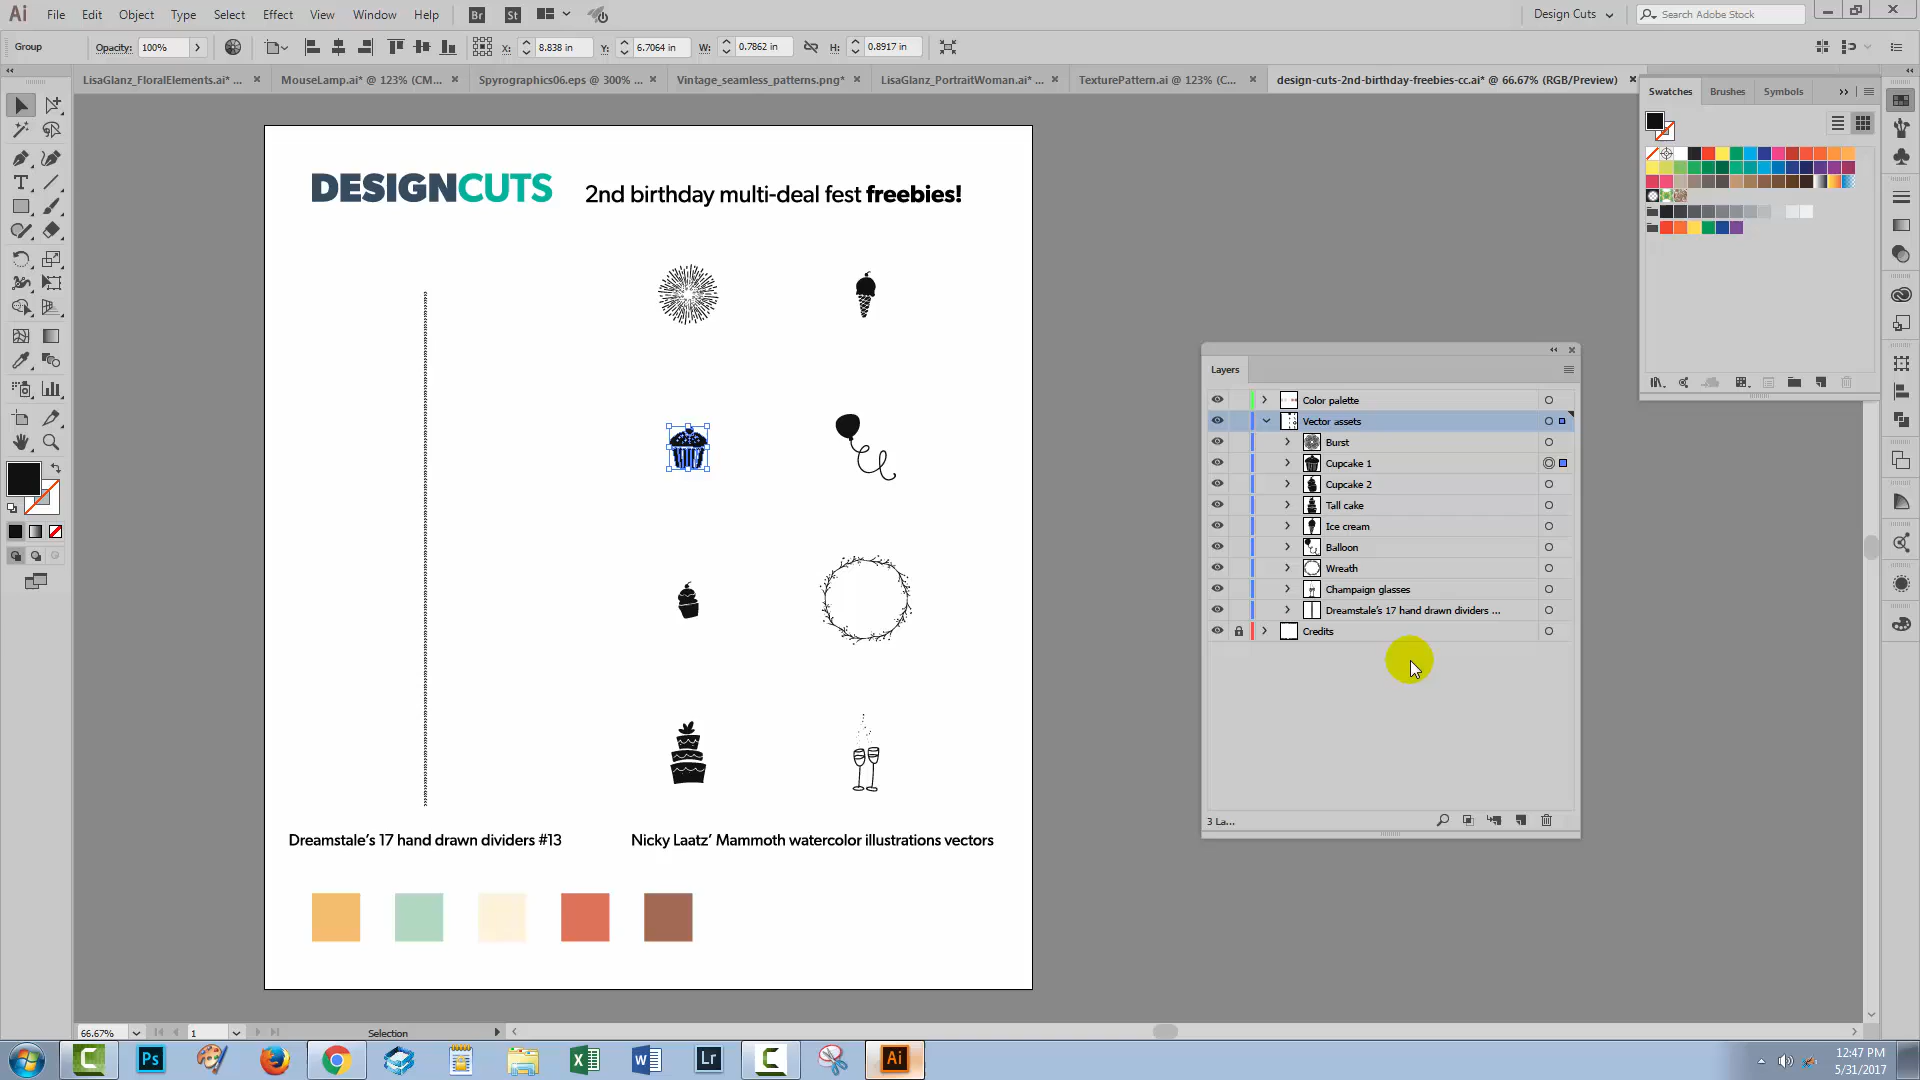 Ai File Edit Object Type Select Effect View Window Help Br St Design Cuts Search Adobe Stock
Group Opacity: 100% X: 8.838 in Y: 6.7064 in W: 0.7862 in H: 0.8917 in
LisaGlanz_FloralElements.ai* ... MouseLamp.ai* @ 123% (CM... Spyrographics06.eps @ 300% ... Vintage_seamless_patterns.png* LisaGlanz_PortraitWoman.ai* ... TexturePattern.ai @ 123% (C... design-cuts-2nd-birthday-freebies-cc.ai* @ 66.67% (RGB/Preview)
Swatches Brushes Symbols
DESIGNCUTS 2nd birthday multi-deal fest freebies!
Layers
Color palette
Vector assets
Burst
Cupcake 1
Cupcake 2
Tall cake
Ice cream
Balloon
Wreath
Champaign glasses
Dreamstale's 17 hand drawn dividers ...
Credits
3 La...
Dreamstale’s 17 hand drawn dividers #13
Nicky Laatz’ Mammoth watercolor illustrations vectors
66.67% 1 Selection
Ps Lr Ai
12:47 PM
5/31/2017